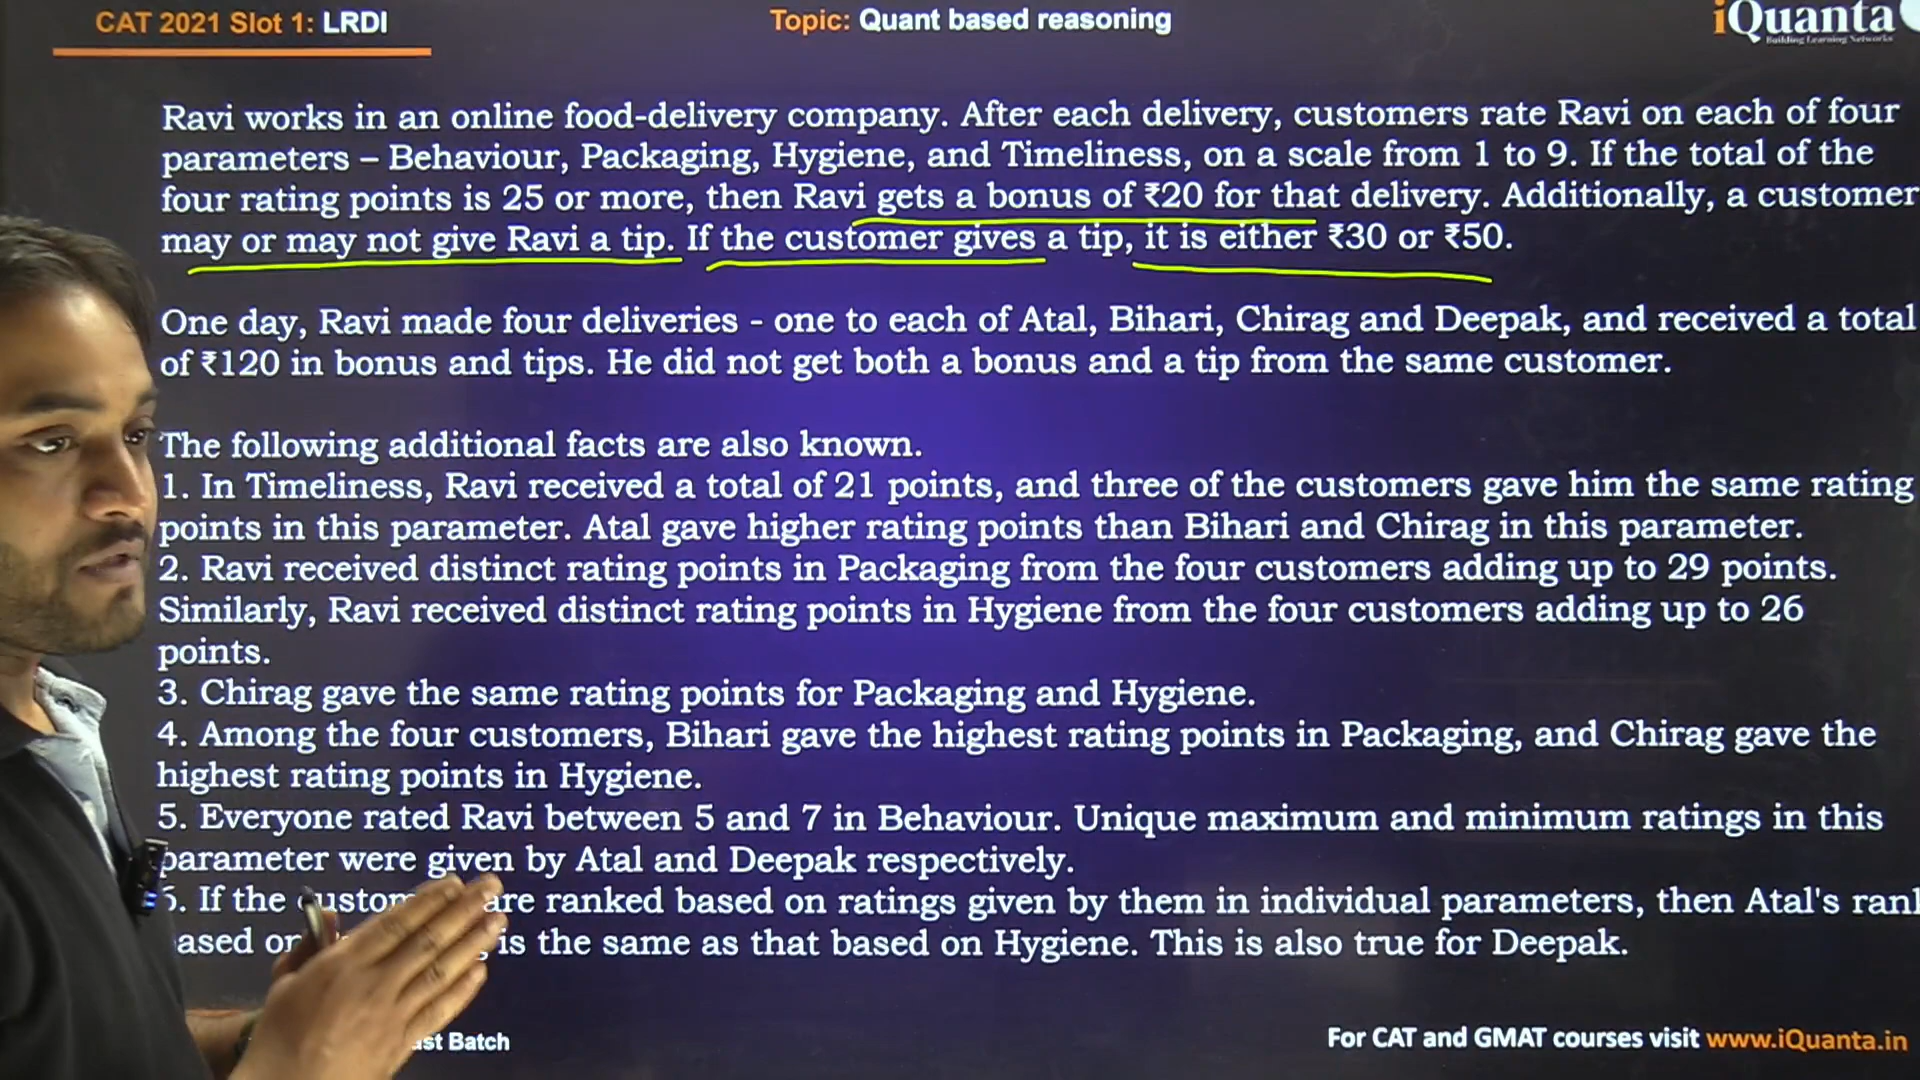 CAT 2021 Slot 1: LRDI
Topic: Quant based reasoning
iQuanta
Building Learning Networks
Ravi works in an online food-delivery company. After each delivery, customers rate Ravi on each of four
parameters – Behaviour, Packaging, Hygiene, and Timeliness, on a scale from 1 to 9. If the total of the
four rating points is 25 or more, then Ravi gets a bonus of ₹20 for that delivery. Additionally, a customer
may or may not give Ravi a tip. If the customer gives a tip, it is either ₹30 or ₹50.
One day, Ravi made four deliveries - one to each of Atal, Bihari, Chirag and Deepak, and received a total
of ₹120 in bonus and tips. He did not get both a bonus and a tip from the same customer.
The following additional facts are also known.
1. In Timeliness, Ravi received a total of 21 points, and three of the customers gave him the same rating
points in this parameter. Atal gave higher rating points than Bihari and Chirag in this parameter.
2. Ravi received distinct rating points in Packaging from the four customers adding up to 29 points.
Similarly, Ravi received distinct rating points in Hygiene from the four customers adding up to 26
points.
3. Chirag gave the same rating points for Packaging and Hygiene.
4. Among the four customers, Bihari gave the highest rating points in Packaging, and Chirag gave the
highest rating points in Hygiene.
5. Everyone rated Ravi between 5 and 7 in Behaviour. Unique maximum and minimum ratings in this
parameter were given by Atal and Deepak respectively.
If the are ranked based on ratings given by them in individual parameters, then Atal's
is the same as that based on Hygiene. This is also true for Deepak.
Batch
For CAT and GMAT courses visit www.iQuanta.in